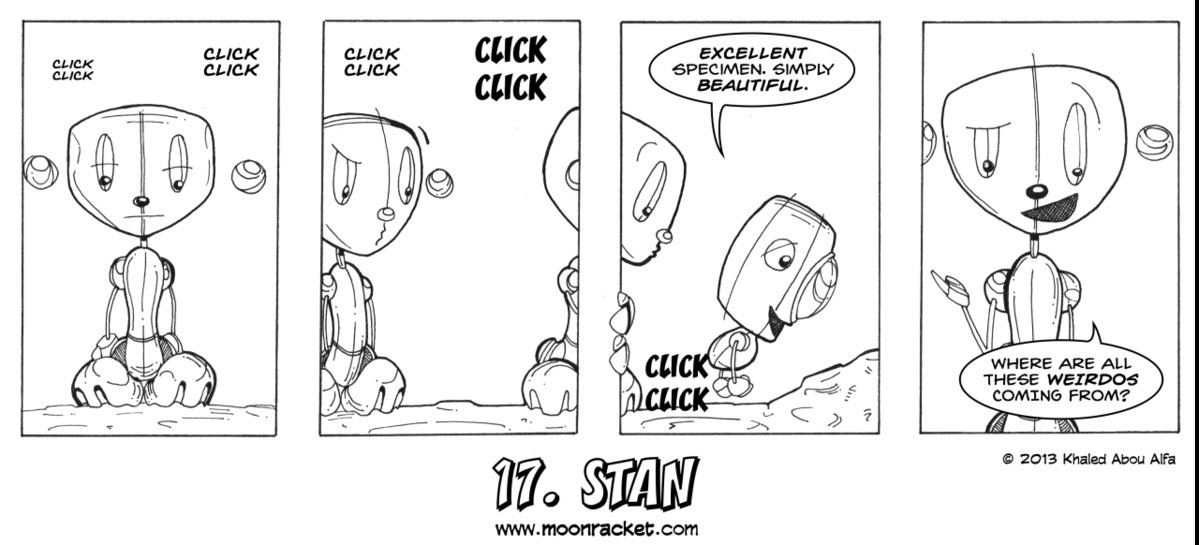 CLICK
CLICK
CLICK
CLICK
CLICK
CLICK
CLICK
CLICK
EXCELLENT
SPECIMEN. SIMPLY
BEAUTIFUL.
CLICK
CLICK
WHERE ARE ALL
THESE WEIRDOS
COMING FROM?
© 2013 Khaled Abou Alfa
17. STAN
www.moonracket.com